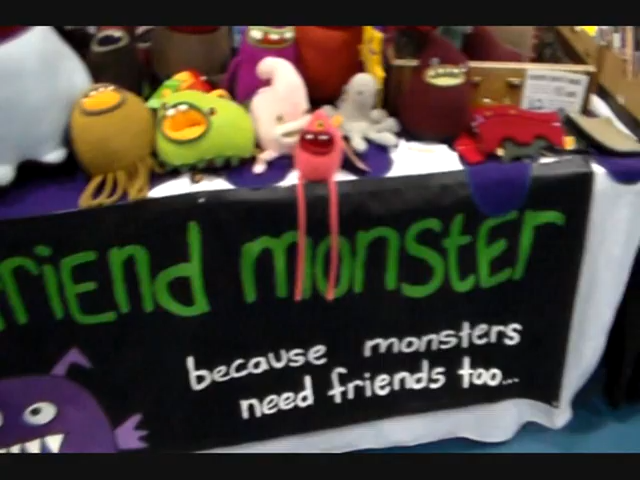 riend monster
because monsters
need friends too...